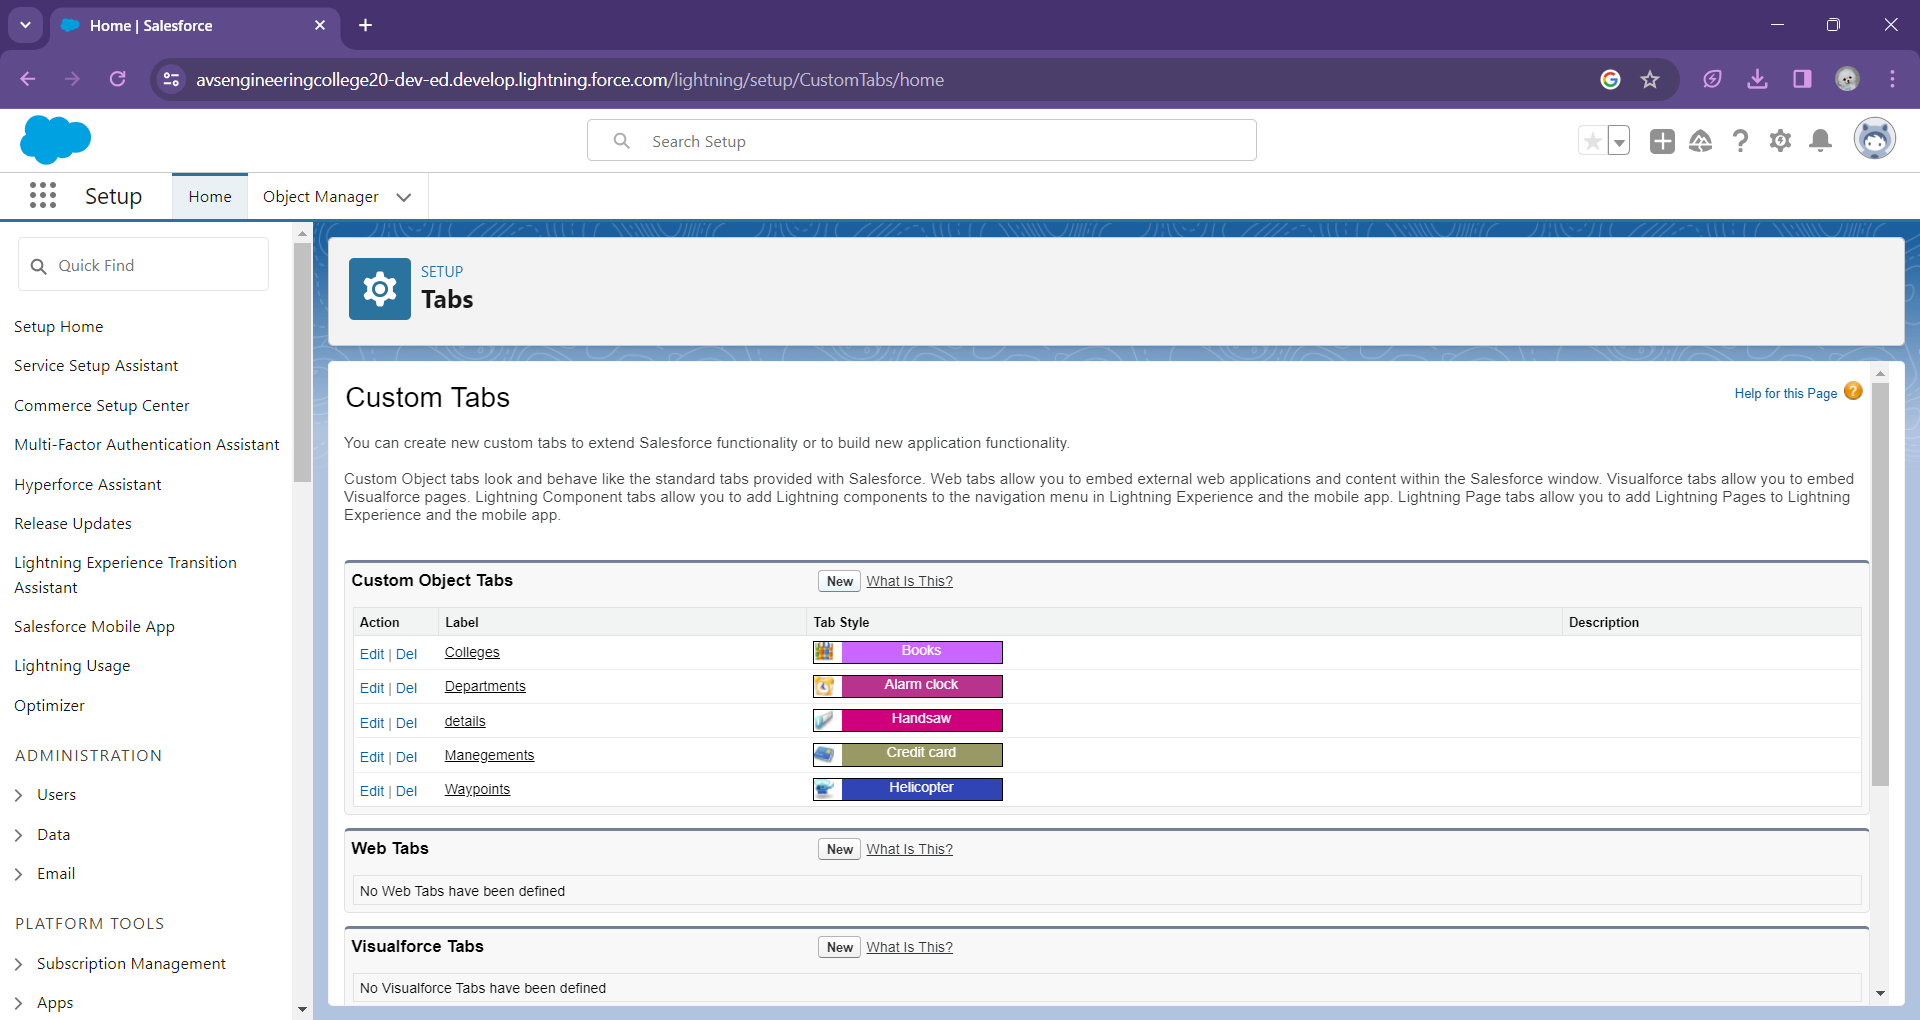 Home | Salesforce
avsengineeringcollege20-dev-ed.develop.lightning.force.com/lightning/setup/CustomTabs/home
Search Setup
Setup
Home
Object Manager
Quick Find
Setup Home
Service Setup Assistant
Commerce Setup Center
Multi-Factor Authentication Assistant
Hyperforce Assistant
Release Updates
Lightning Experience Transition
Assistant
Salesforce Mobile App
Lightning Usage
Optimizer
ADMINISTRATION
Users
Data
Email
PLATFORM TOOLS
Subscription Management
Apps
SETUP
Tabs
Custom Tabs
Help for this Page ?
You can create new custom tabs to extend Salesforce functionality or to build new application functionality.
Custom Object tabs look and behave like the standard tabs provided with Salesforce. Web tabs allow you to embed external web applications and content within the Salesforce window. Visualforce tabs allow you to embed
Visualforce pages. Lightning Component tabs allow you to add Lightning components to the navigation menu in Lightning Experience and the mobile app. Lightning Page tabs allow you to add Lightning Pages to Lightning
Experience and the mobile app.
Custom Object Tabs New What Is This?
Action Label Tab Style Description
Edit | Del Colleges Books
Edit | Del Departments Alarm clock
Edit | Del details Handsaw
Edit | Del Manegements Credit card
Edit | Del Waypoints Helicopter
Web Tabs New What Is This?
No Web Tabs have been defined
Visualforce Tabs New What Is This?
No Visualforce Tabs have been defined